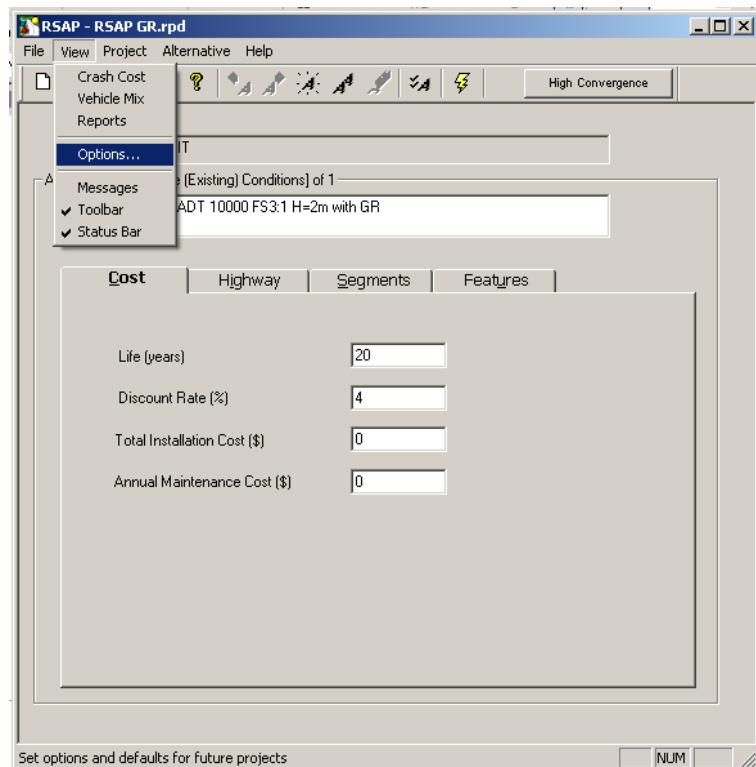 RSAP - RSAP GR.rpd
File View Project Alternative Help
High Convergence
Crash Cost
Vehicle Mix
Reports
Options...
Messages
Toolbar
Status Bar
IT
A
(Existing) Conditions] of 1
ADT 10000 FS3:1 H=2m with GR
Cost Highway Segments Features
Life (years) 20
Discount Rate (%) 4
Total Installation Cost ($) 0
Annual Maintenance Cost ($) 0
Set options and defaults for future projects NUM